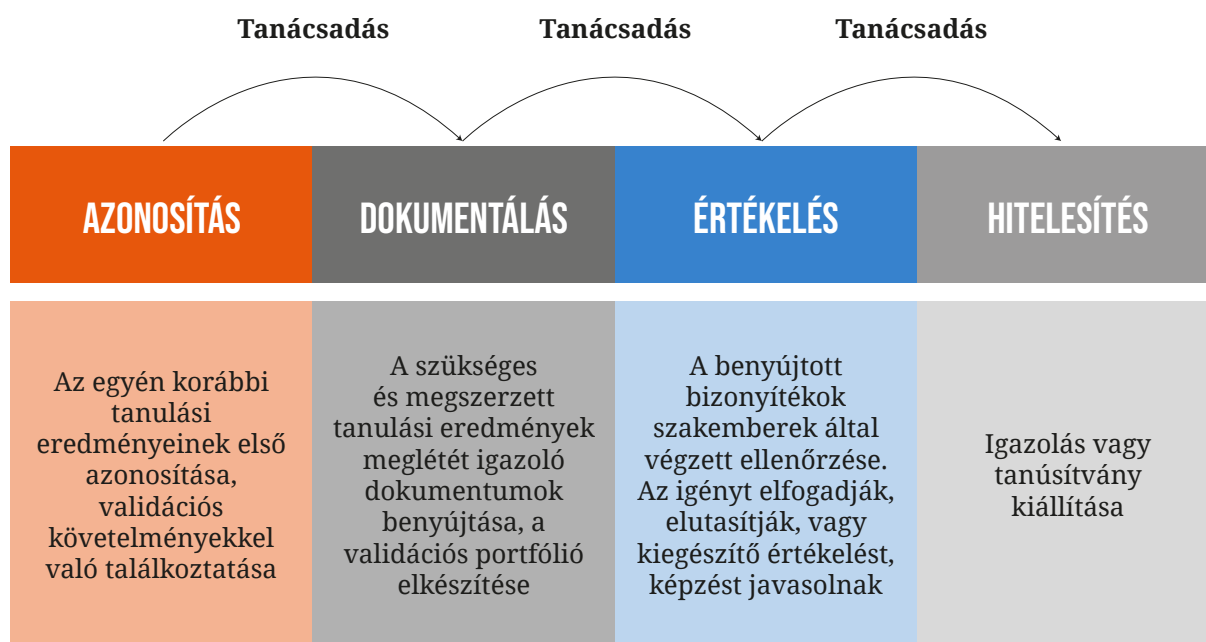 Tanácsadás
Tanácsadás
Tanácsadás
AZONOSÍTÁS
DOKUMENTÁLÁS
ÉRTÉKELÉS
HITELESÍTÉS
Az egyén korábbi
tanulási
eredményeinek első
azonosítása,
validációs
követelményekkel
való találkoztatása
A szükséges
és megszerzett
tanulási eredmények
meglétét igazoló
dokumentumok
benyújtása, a
validációs portfólió
elkészítése
A benyújtott
bizonyítékok
szakemberek által
végzett ellenőrzése.
Az igényt elfogadják,
elutasítják, vagy
kiegészítő értékelést,
képzést javasolnak
Igazolás vagy
tanúsítvány
kiállítása